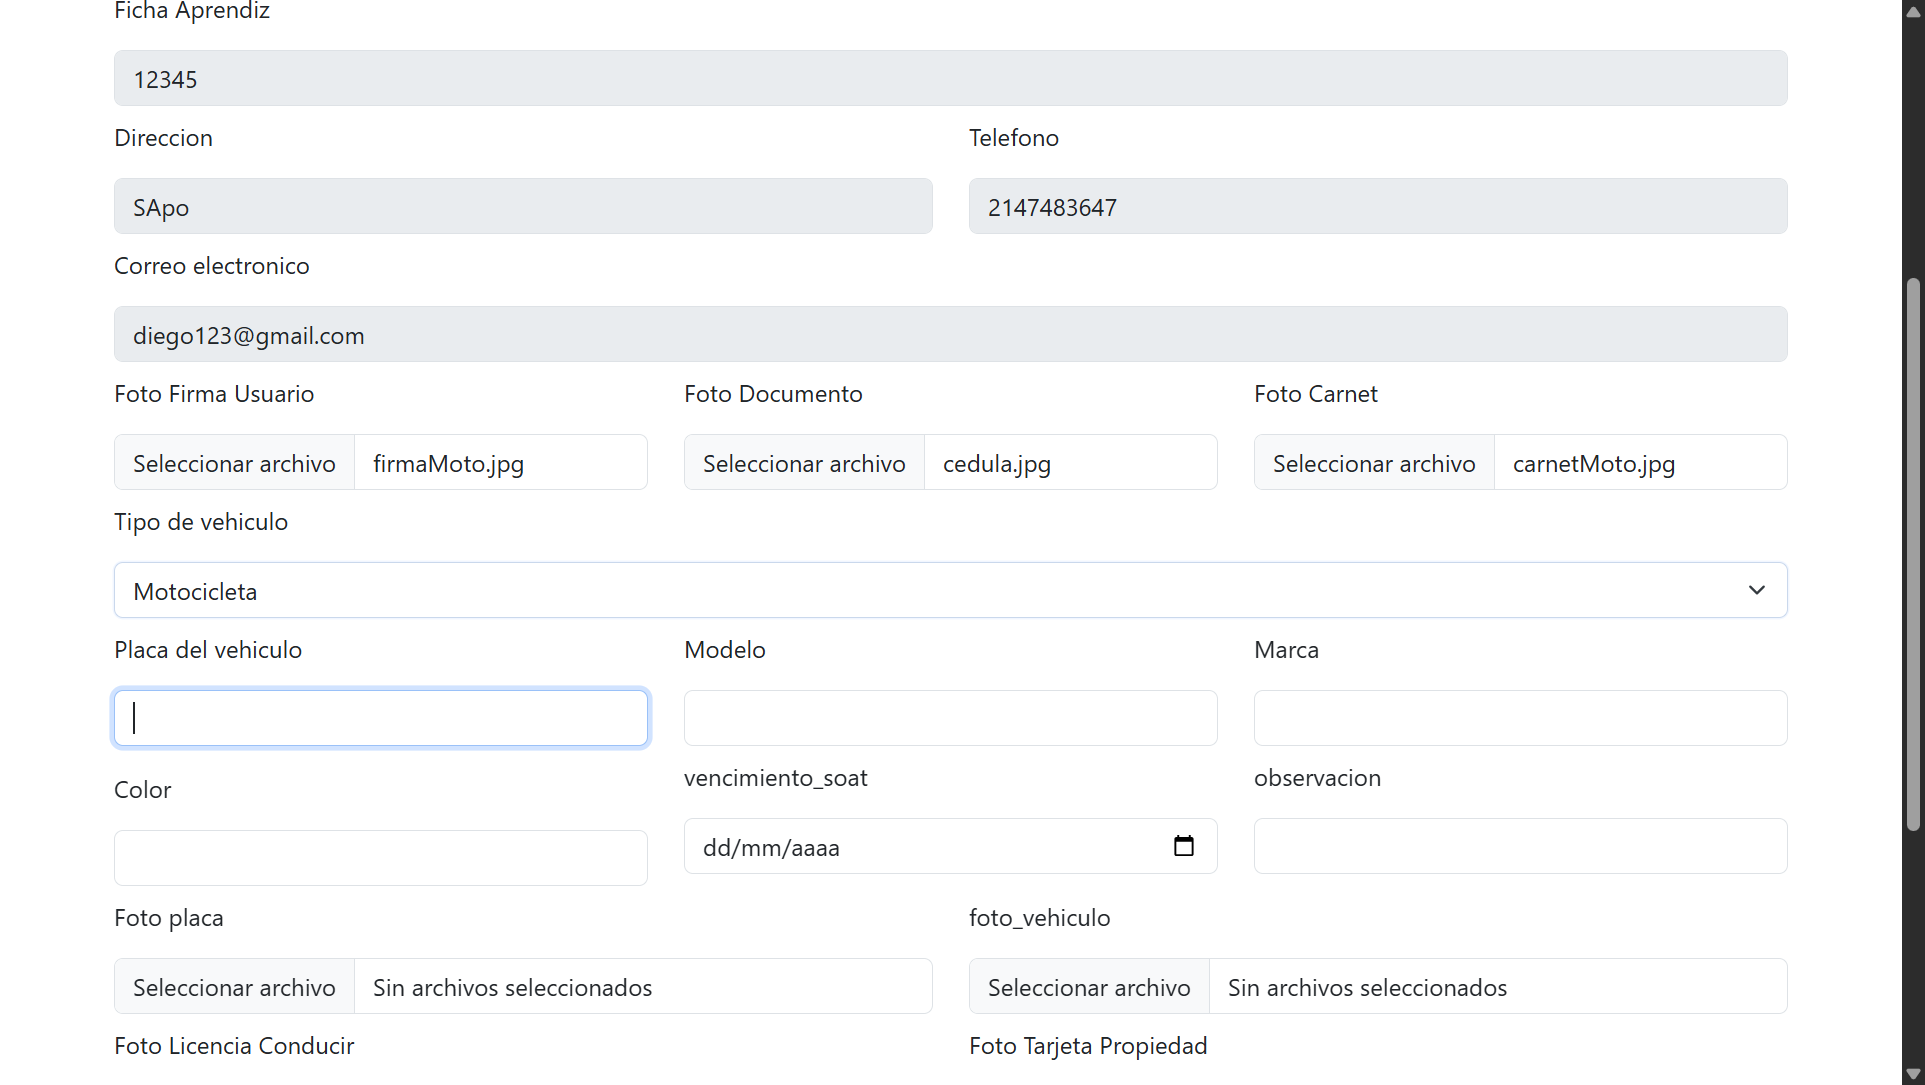 Ficha Aprendiz
12345
Direccion
Telefono
SApo
2147483647
Correo electronico
diego123@gmail.com
Foto Firma Usuario
Foto Documento
Foto Carnet
Seleccionar archivo firmaMoto.jpg
Seleccionar archivo cedula.jpg
Seleccionar archivo carnetMoto.jpg
Tipo de vehiculo
Motocicleta
Placa del vehiculo
Modelo
Marca
Color
vencimiento_soat
observacion
dd/mm/aaaa
Foto placa
foto_vehiculo
Seleccionar archivo Sin archivos seleccionados
Seleccionar archivo Sin archivos seleccionados
Foto Licencia Conducir
Foto Tarjeta Propiedad